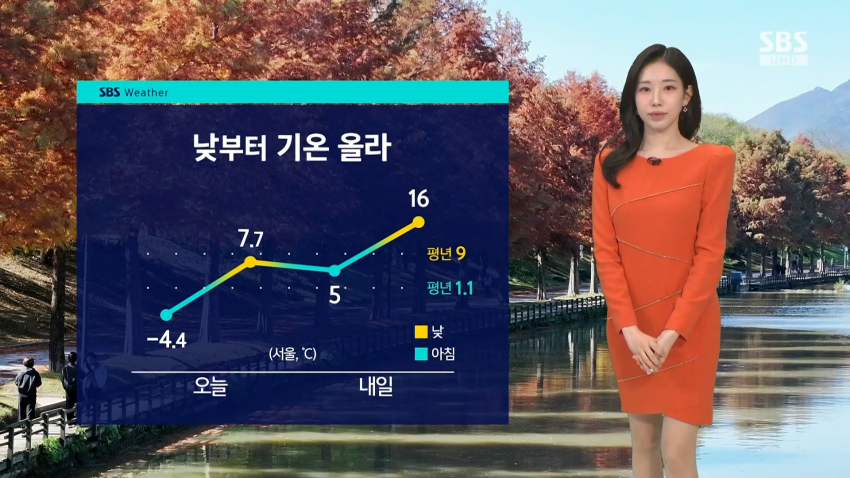 SBS
UHD
SBS Weather
낮부터 기온 올라
16
7.7
평년 9
5
평년 1.1
-4.4
낮
(서울, ℃)
아침
오늘
내일